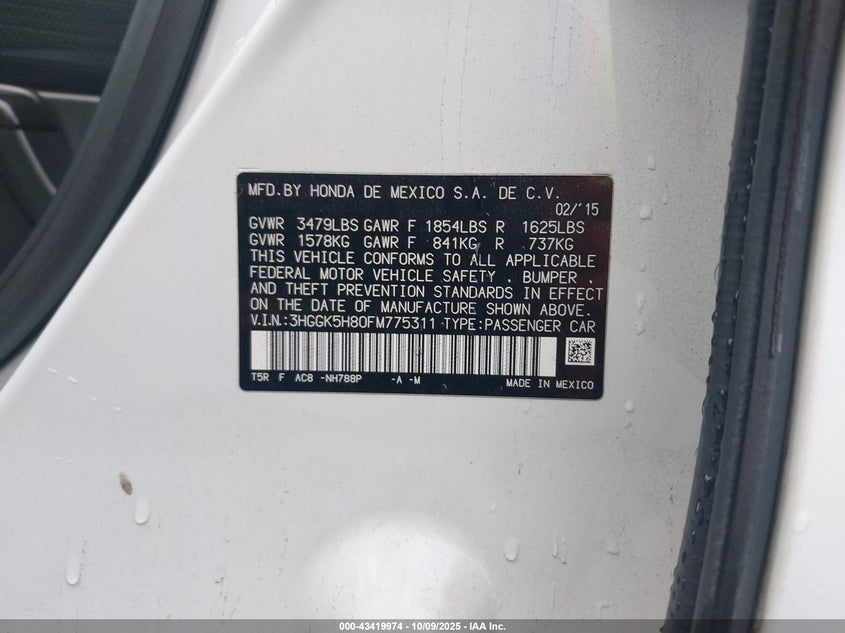 MFD.BY HONDA DE MEXICO S.A. DE C.V.
02/'15
GVWR 3479LBS GAWR F 1854LBS R 1625LBS
GVWR 1578KG GAWR F 841KG R 737KG
THIS VEHICLE CONFORMS TO ALL APPLICABLE
FEDERAL MOTOR VEHICLE SAFETY , BUMPER ,
AND THEFT PREVENTION STANDARDS IN EFFECT
ON THE DATE OF MANUFACTURE SHOWN ABOVE.
V.I.N.:3HGGK5H80FM775311 TYPE:PASSENGER CAR
T5R F AC8 -NH788P -A -M MADE IN MEXICO
000-43419974 | 10/09/2025 | IAA Inc.